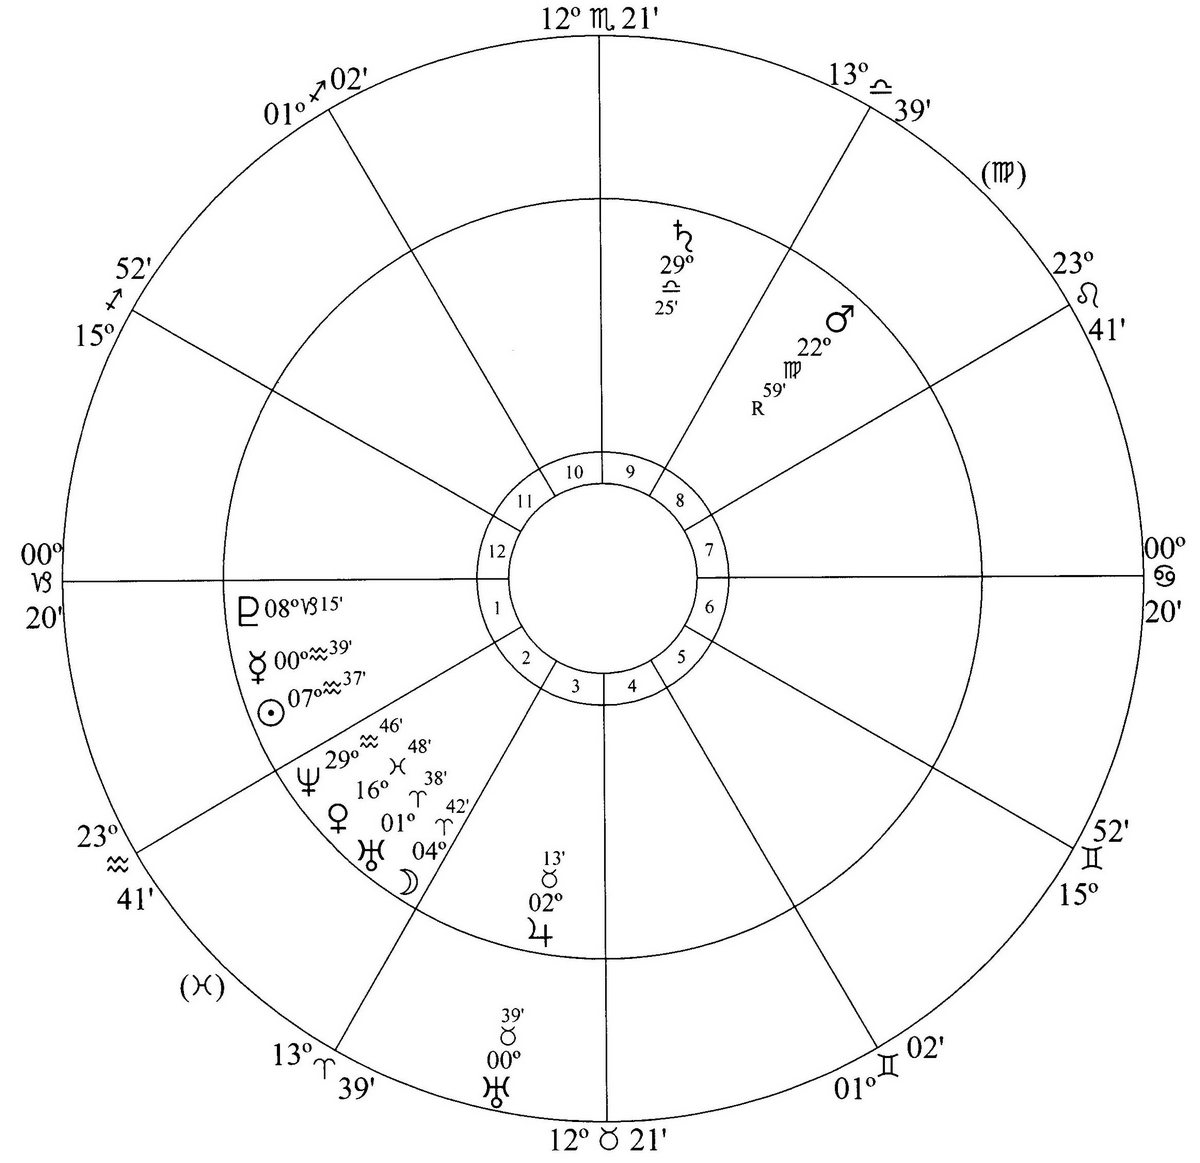 12º ♏ 21'
01º ♐ 02'
13º ♎ 39'
(♍)
15º ♐ 52'
23º ♌ 41'
♄
29º
♎
25'
♂
22º
♍
59'
R
00º
♑
20'
00º
♋
20'
10
9
11
8
12
7
1
6
2
5
3
4
♇ 08º ♑ 15'
☿ 00º ♒ 39'
☉ 07º ♒ 37'
♆ 29º ♒ 46'
♀ 16º ♓ 48'
♅ 01º ♈ 38'
☽ 04º ♈ 42'
13'
♉
02º
♃
23º
♒
41'
52'
♊
15º
(♓)
39'
♉
00º
♅
13º ♈ 39'
01º ♊ 02'
12º ♉ 21'